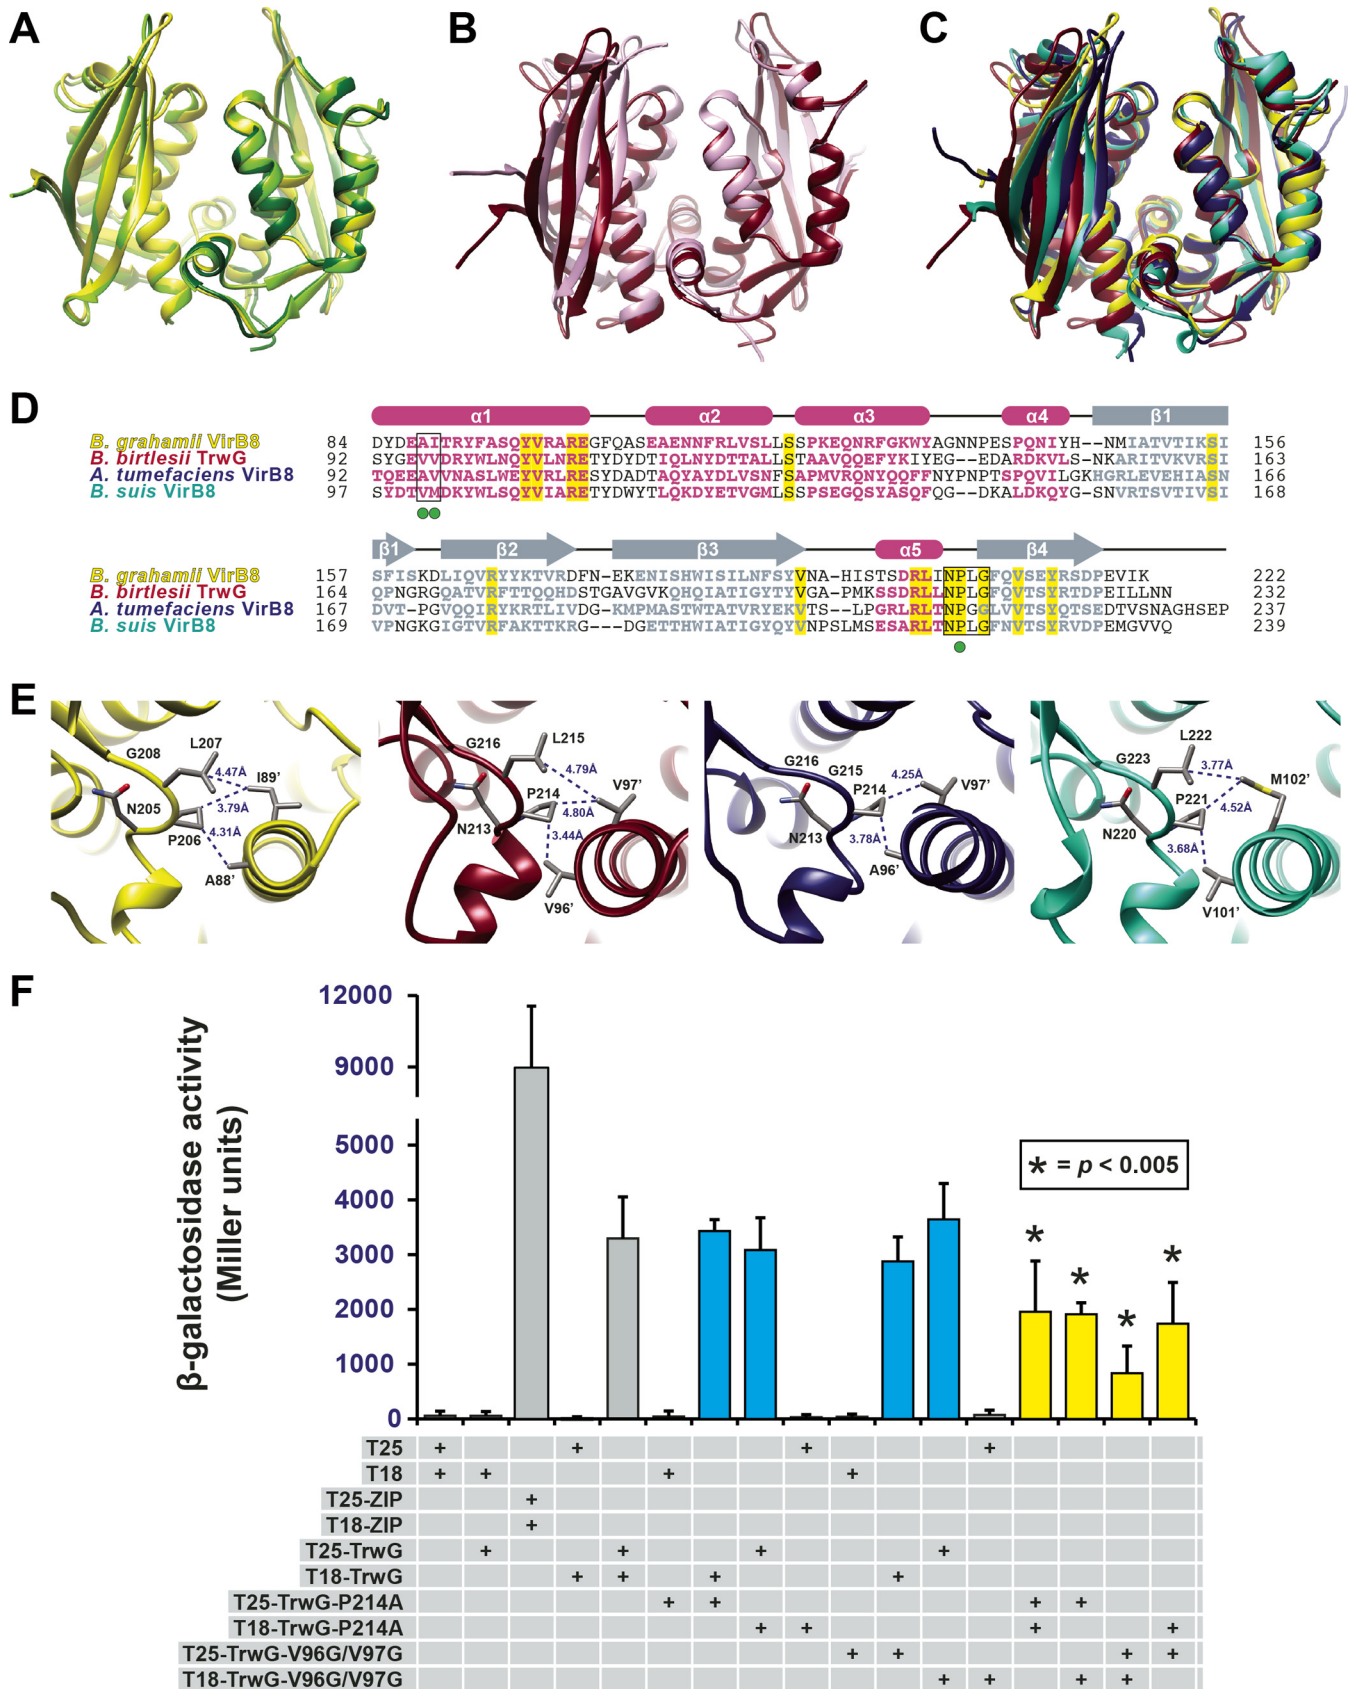 A
B
C
D
α1 α2 α3 α4 β1
B. grahamii VirB8 84 DYDEAITRYFASQYVRAREGFQASEAENNFRLVSLLSSPKEQNRFGKWYAGNNPESPQNIYH--NMIATVTIKSI 156
B. birtlesii TrwG 92 SYGEVVDRYWLNQYVLNRETYDYDTIQLNYDTTALLSTAAVQQEFYKIYEG--EDARDKVLS-NKARITVKVRSI 163
A. tumefaciens VirB8 92 TQEEAVVNASLWEYVRLRESYDADTAQYAYDLVSNFSAPMVRQNYQQFFNYPNPTSPQVILGKHGRLEVEHIASN 166
B. suis VirB8 97 SYDTVMDKYWLSQYVIARETYDWYTLQKDYETVGMLSSPSEGQSYASQFQG--DKALDKQYG-SNVRTSVTIVSI 168
β1 β2 β3 α5 β4
B. grahamii VirB8 157 SFISKDLIQVRYYKTVRDFN-EKENISHWISILNFSYVNA-HISTSDRLINPLGFQVSEYRSDPEVIK 222
B. birtlesii TrwG 164 QPNGRGQATVRFTTQQHDSTGAVGVKQHQIATIGYTYVGA-PMKSSDRLLNPLGFQVTSYRSDPEILLNN 232
A. tumefaciens VirB8 167 DVT-PGVQQIRYKRTLIVDG-KMPMASTWTATVRYEKVTS--LPGRLRLTNPGGLVVTSYQTSEDTVSNAGHSEP 237
B. suis VirB8 169 VPNGKGIGTVRFAKTTKRG---DGETTHWIATIGYQYVNPSLMSESARLTNPLGFNVTSYRVDPEMGVVQ 239
E
G208 L207 4.47Å I89' N205 3.79Å P206 4.31Å A88'
G216 L215 4.79Å P214 V97' 4.80Å N213 3.44Å V96'
G216 G215 4.25Å P214 V97' N213 3.78Å A96'
L222 G223 3.77Å M102' P221 4.52Å N220 3.68Å V101'
F
β-galactosidase activity
(Miller units)
12000
9000
5000
4000
3000
2000
1000
0
* = p < 0.005
* * * *
T25 + + + +
T18 + + + +
T25-ZIP +
T18-ZIP +
T25-TrwG + + + +
T18-TrwG + + + +
T25-TrwG-P214A + + + +
T18-TrwG-P214A + + + +
T25-TrwG-V96G/V97G + + + +
T18-TrwG-V96G/V97G + + + +